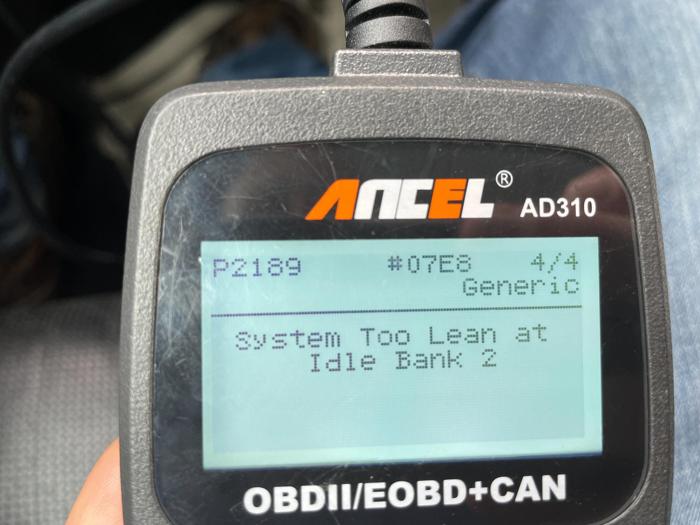 ANCEL® AD310
P2189 #07E8 4/4
Generic
System Too Lean at
Idle Bank 2
OBDII/EOBD+CAN